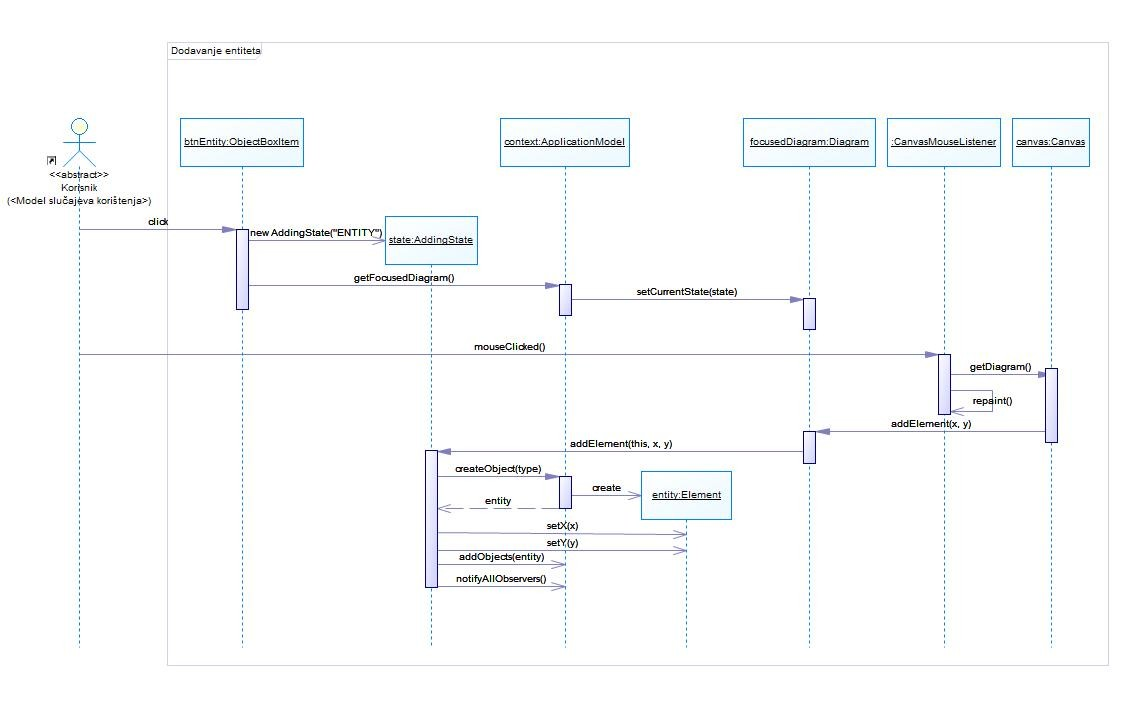 Dodavanje entiteta
btnEntity:ObjectBoxItem
context:ApplicationModel
focusedDiagram:Diagram
:CanvasMouseListener
canvas:Canvas
<<abstract>>
Korisnik
(<Model slučajeva korištenja>)
click
new AddingState("ENTITY")
state:AddingState
getFocusedDiagram()
setCurrentState(state)
mouseClicked()
getDiagram()
repaint()
addElement(x, y)
addElement(this, x, y)
createObject(type)
create
entity:Element
entity
setX(x)
setY(y)
addObjects(entity)
notifyAllObservers()